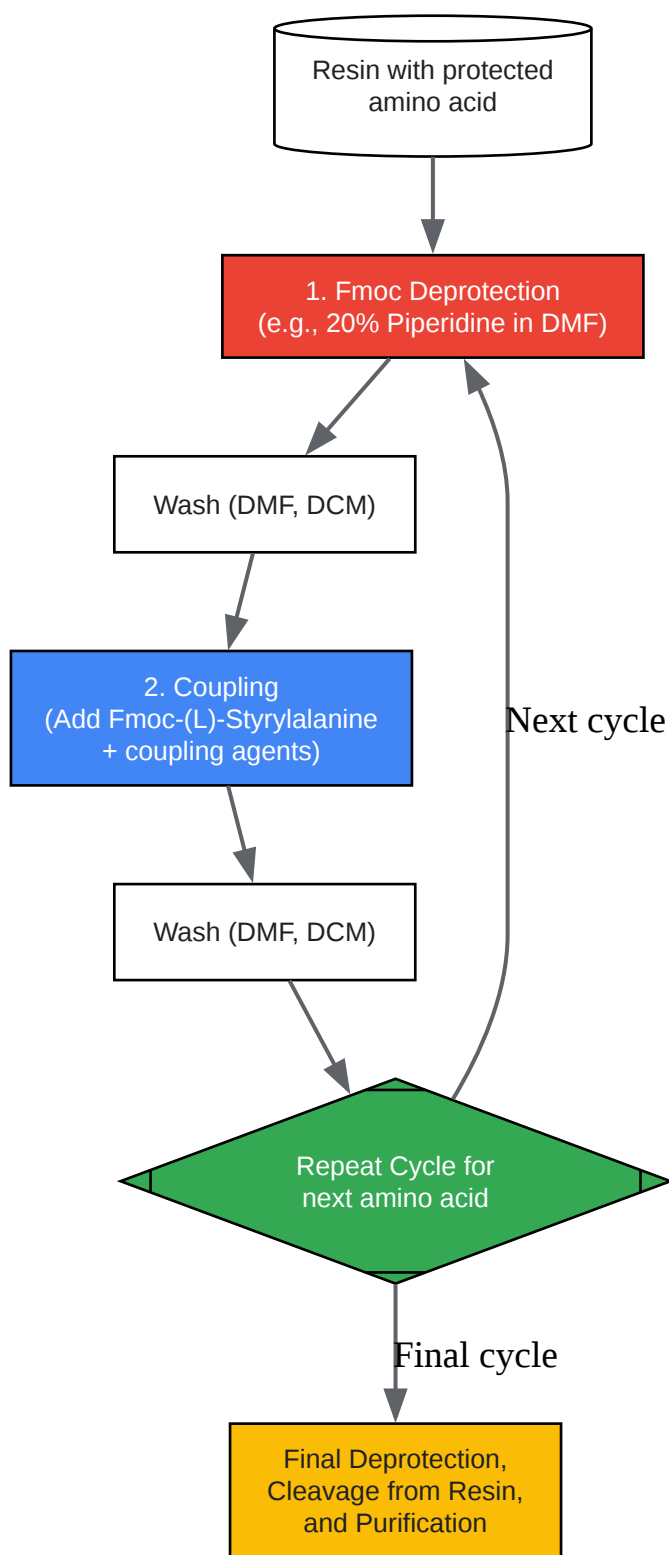 Resin with protected
amino acid
1. Fmoc Deprotection
(e.g., 20% Piperidine in DMF)
Wash (DMF, DCM)
2. Coupling
(Add Fmoc-(L)-Styrylalanine
+ coupling agents)
Next cycle
Wash (DMF, DCM)
Repeat Cycle for
next amino acid
Final cycle
Final Deprotection,
Cleavage from Resin,
and Purification